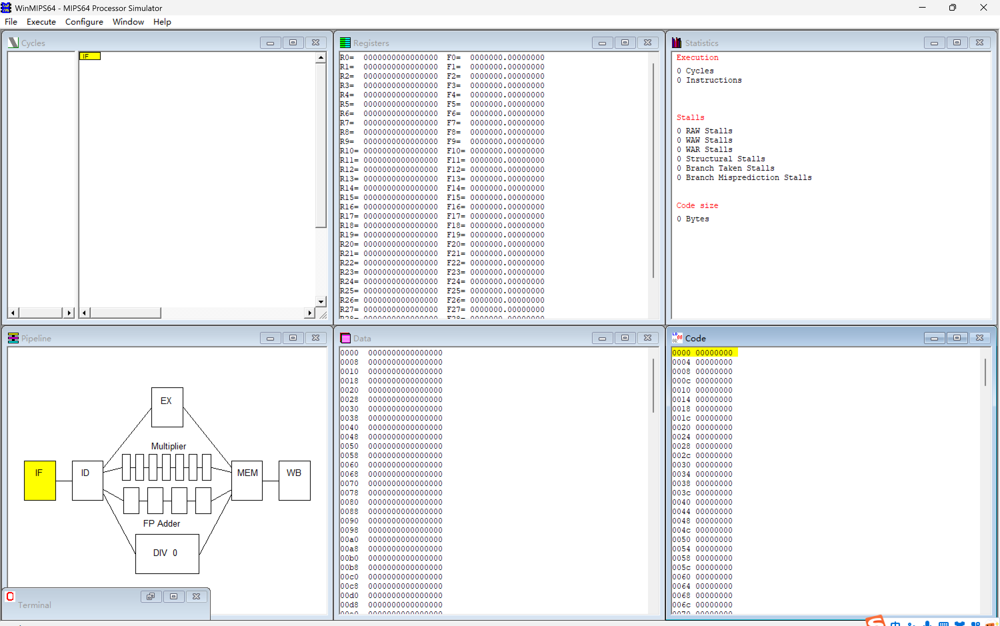 WinMIPS64 - MIPS64 Processor Simulator
File Execute Configure Window Help
Cycles
IF
Registers
R0= 0000000000000000 F0= 0000000.00000000
R1= 0000000000000000 F1= 0000000.00000000
R2= 0000000000000000 F2= 0000000.00000000
R3= 0000000000000000 F3= 0000000.00000000
R4= 0000000000000000 F4= 0000000.00000000
R5= 0000000000000000 F5= 0000000.00000000
R6= 0000000000000000 F6= 0000000.00000000
R7= 0000000000000000 F7= 0000000.00000000
R8= 0000000000000000 F8= 0000000.00000000
R9= 0000000000000000 F9= 0000000.00000000
R10= 0000000000000000 F10= 0000000.00000000
R11= 0000000000000000 F11= 0000000.00000000
R12= 0000000000000000 F12= 0000000.00000000
R13= 0000000000000000 F13= 0000000.00000000
R14= 0000000000000000 F14= 0000000.00000000
R15= 0000000000000000 F15= 0000000.00000000
R16= 0000000000000000 F16= 0000000.00000000
R17= 0000000000000000 F17= 0000000.00000000
R18= 0000000000000000 F18= 0000000.00000000
R19= 0000000000000000 F19= 0000000.00000000
R20= 0000000000000000 F20= 0000000.00000000
R21= 0000000000000000 F21= 0000000.00000000
R22= 0000000000000000 F22= 0000000.00000000
R23= 0000000000000000 F23= 0000000.00000000
R24= 0000000000000000 F24= 0000000.00000000
R25= 0000000000000000 F25= 0000000.00000000
R26= 0000000000000000 F26= 0000000.00000000
R27= 0000000000000000 F27= 0000000.00000000
R28= 0000000000000000 F28= 0000000.00000000
Statistics
Execution
0 Cycles
0 Instructions
Stalls
0 RAW Stalls
0 WAW Stalls
0 WAR Stalls
0 Structural Stalls
0 Branch Taken Stalls
0 Branch Misprediction Stalls
Code size
0 Bytes
Pipeline
EX
Multiplier
IF ID MEM WB
FP Adder
DIV 0
Terminal
Data
0000 0000000000000000
0008 0000000000000000
0010 0000000000000000
0018 0000000000000000
0020 0000000000000000
0028 0000000000000000
0030 0000000000000000
0038 0000000000000000
0040 0000000000000000
0048 0000000000000000
0050 0000000000000000
0058 0000000000000000
0060 0000000000000000
0068 0000000000000000
0070 0000000000000000
0078 0000000000000000
0080 0000000000000000
0088 0000000000000000
0090 0000000000000000
0098 0000000000000000
00a0 0000000000000000
00a8 0000000000000000
00b0 0000000000000000
00b8 0000000000000000
00c0 0000000000000000
00c8 0000000000000000
00d0 0000000000000000
00d8 0000000000000000
00e0 0000000000000000
Code
0000 00000000
0004 00000000
0008 00000000
000c 00000000
0010 00000000
0014 00000000
0018 00000000
001c 00000000
0020 00000000
0024 00000000
0028 00000000
002c 00000000
0030 00000000
0034 00000000
0038 00000000
003c 00000000
0040 00000000
0044 00000000
0048 00000000
004c 00000000
0050 00000000
0054 00000000
0058 00000000
005c 00000000
0060 00000000
0064 00000000
0068 00000000
006c 00000000
0070 00000000